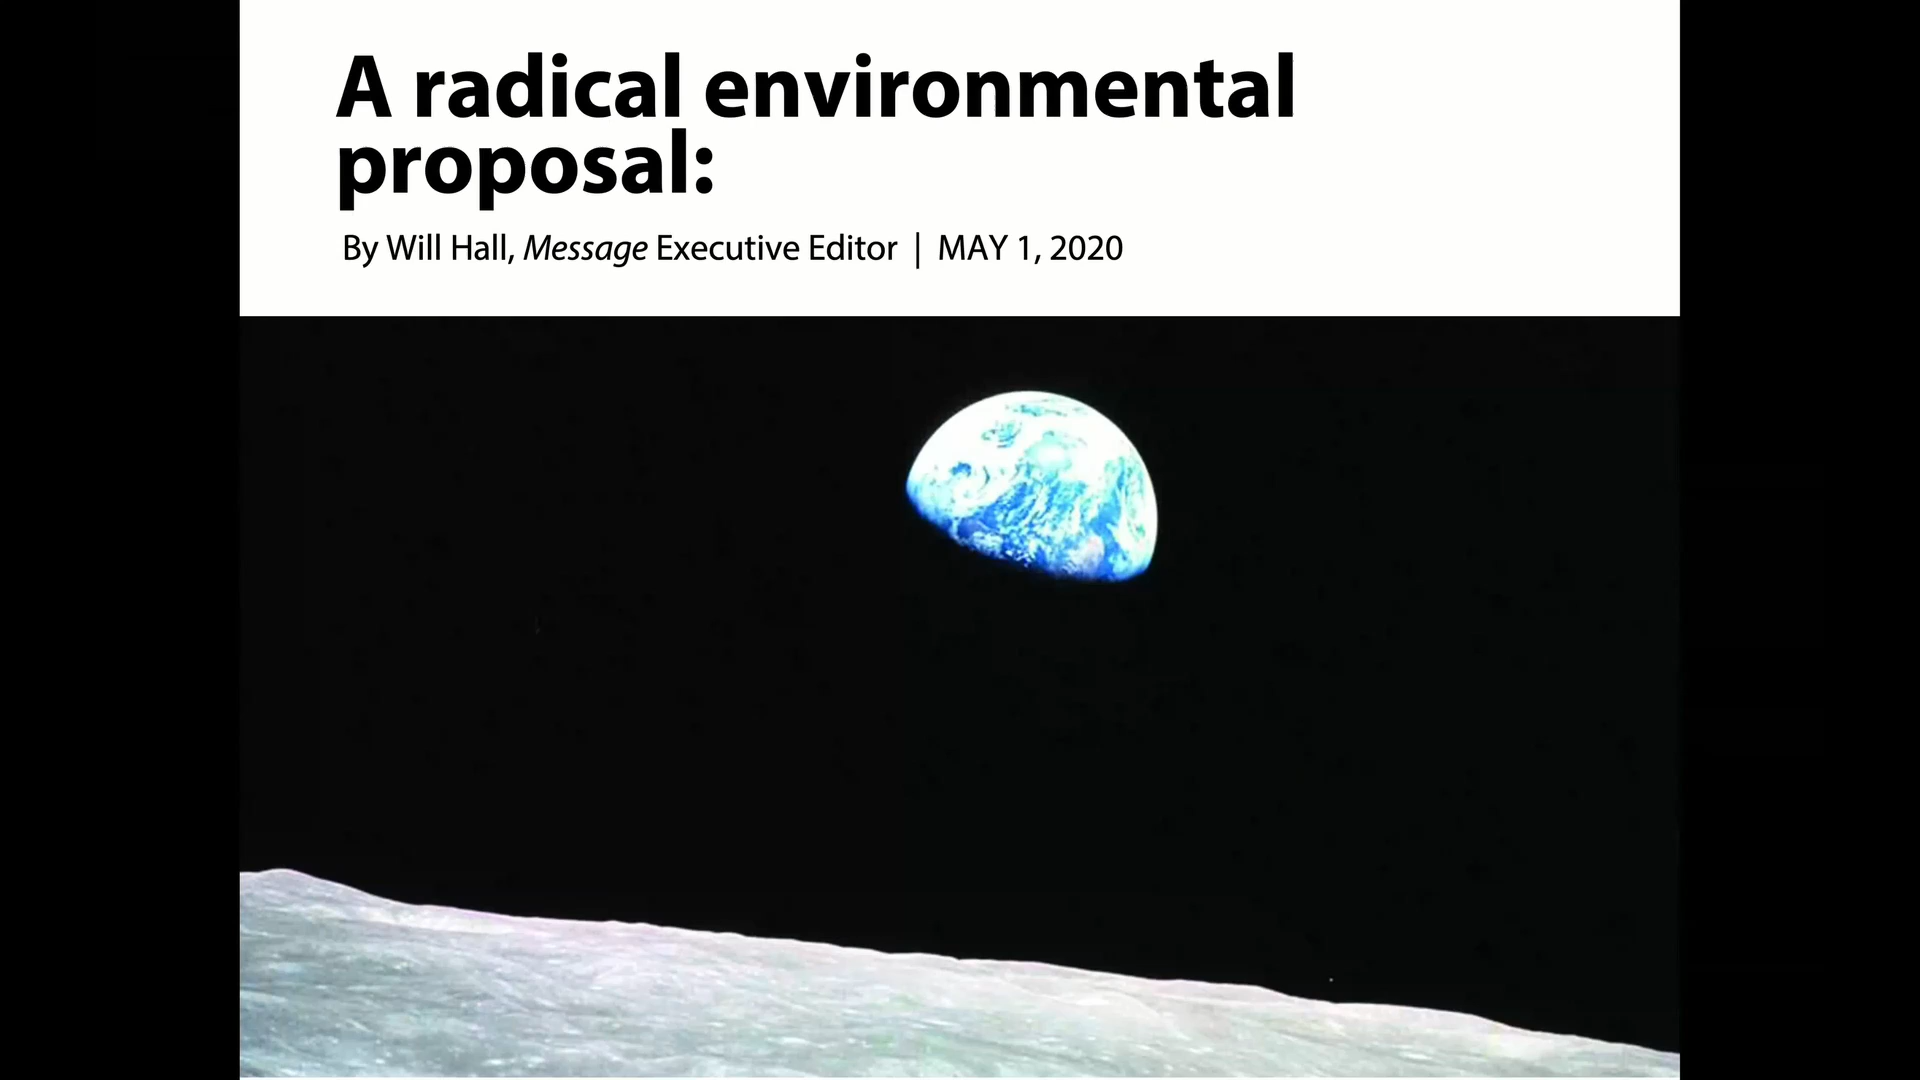 A radical environmental
proposal:
By Will Hall, Message Executive Editor | MAY 1, 2020